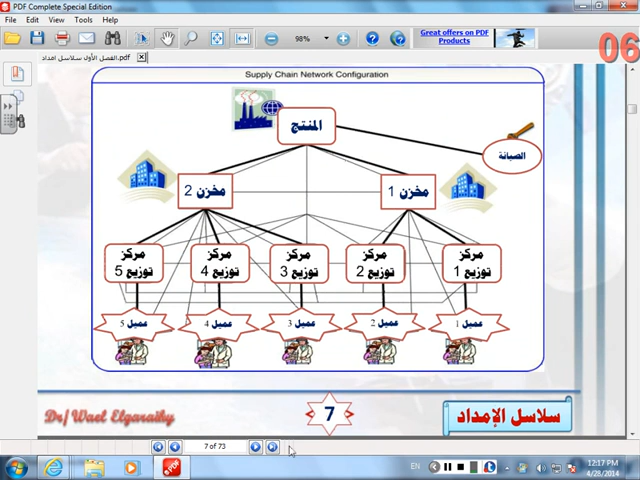 PDF Complete Special Edition
File Edit View Tools Help
98%
Great offers on PDF Products
06
الفصل الأول سلاسل امداد.pdf
Supply Chain Network Configuration
المنتج
الصيانة
مخزن 2
مخزن 1
مركز توزيع 5
مركز توزيع 4
مركز توزيع 3
مركز توزيع 2
مركز توزيع 1
عميل 5
عميل 4
عميل 3
عميل 2
عميل 1
Dr/ Wael Elgaraihy
7
سلاسل الإمداد
7 of 73
EN
12:17 PM
4/28/2014